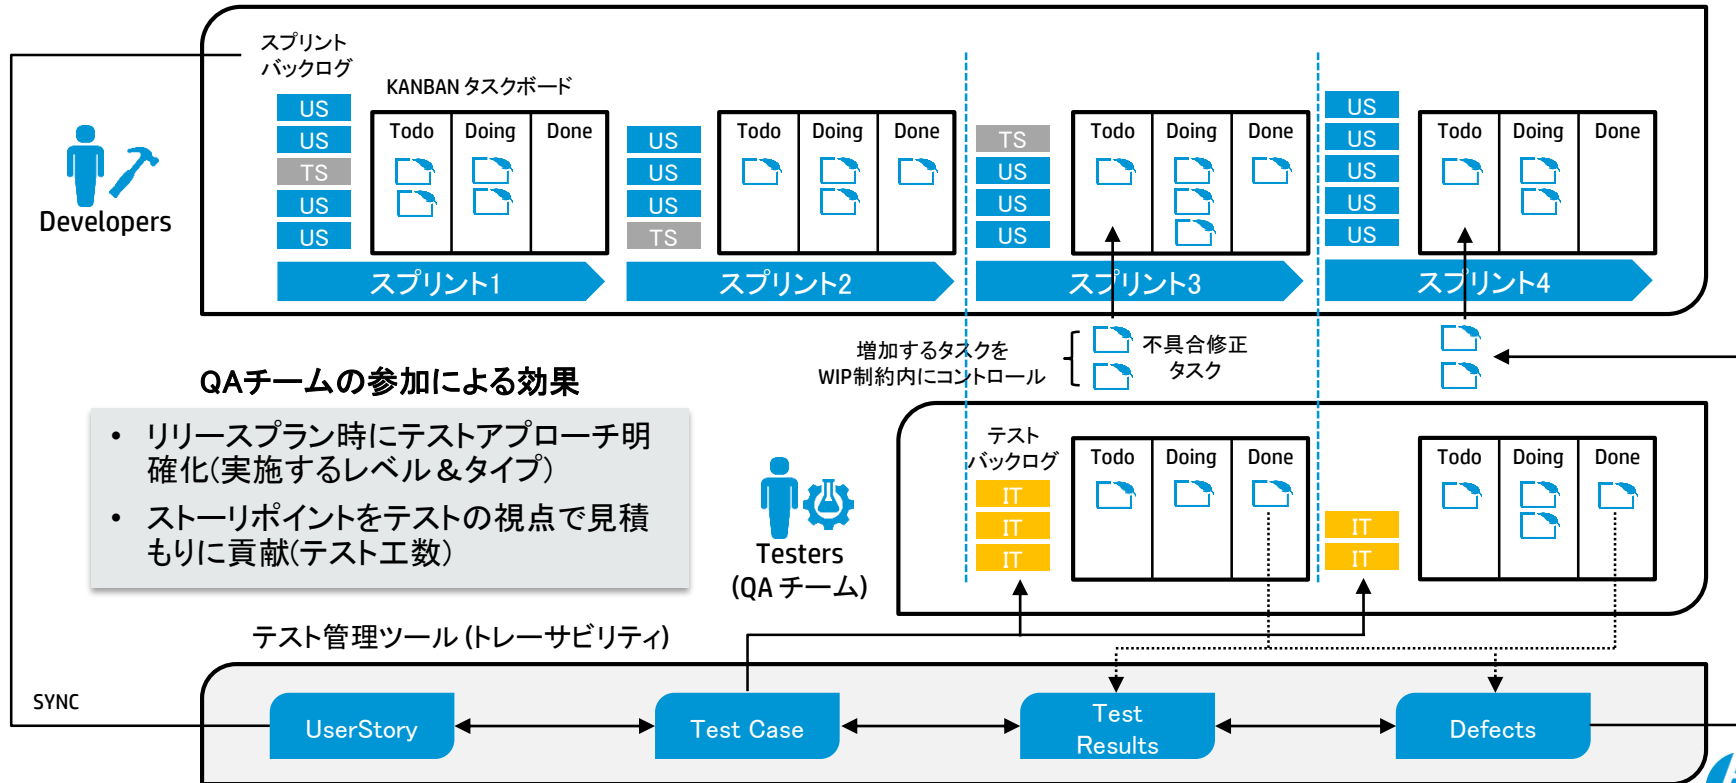 スプリント
バックログ
KANBAN タスクボード
US
US
TS
US
US
Todo Doing Done
US
US
US
TS
Todo Doing Done
TS
US
US
US
Todo Doing Done
US
US
US
US
US
Todo Doing Done
Developers
スプリント1
スプリント2
スプリント3
スプリント4
増加するタスクを
WIP制約内にコントロール
不具合修正
タスク
QAチームの参加による効果
• リリースプラン時にテストアプローチ明
確化(実施するレベル＆タイプ)
• ストーリポイントをテストの視点で見積
もりに貢献(テスト工数)
Testers
(QA チーム)
テスト
バックログ
IT
IT
IT
Todo Doing Done
IT
IT
Todo Doing Done
テスト管理ツール (トレーサビリティ)
SYNC
UserStory
Test Case
Test
Results
Defects